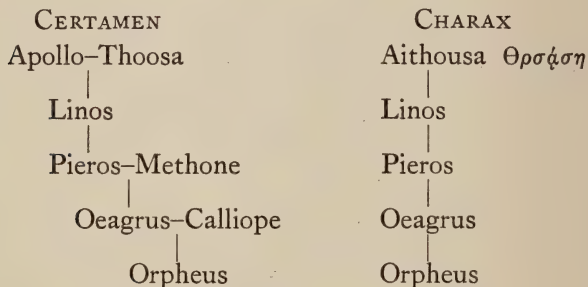 CERTAMEN CHARAX
Apollo–Thoosa Aithousa Θρσᾴση
Linos Linos
Pieros–Methone Pieros
Oeagrus–Calliope Oeagrus
Orpheus Orpheus